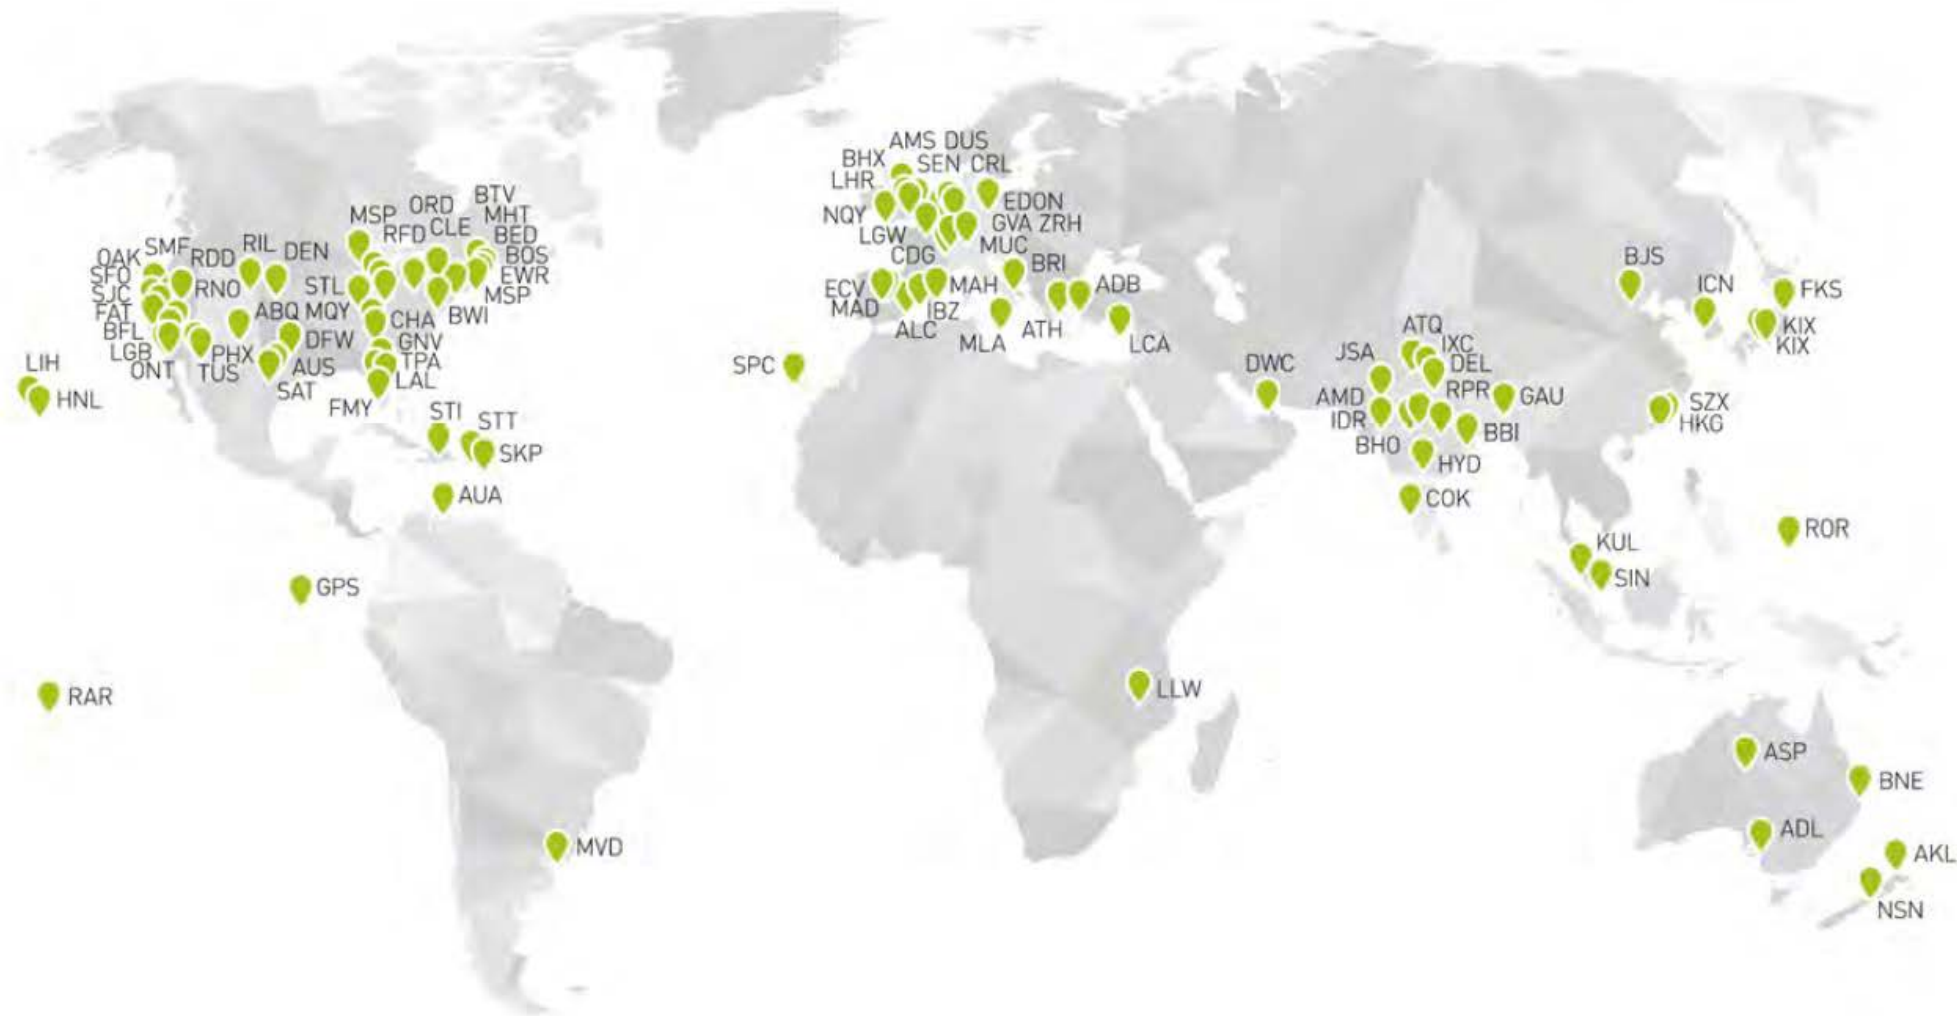 AMS DUS
BHX SEN CRL
LHR
EDON
NQY GVA ZRH
LGW MUC
CDG
BRI
ECV MAH ADB
MAD IBZ
ALC ATH
MLA LCA
BTV
ORD MHT
MSP CLE BED
RFD BOS
EWR
MSP
SMF RIL DEN
OAK RDD
SFO RNO STL
SJC
FAT ABQ MQY CHA BWI
BFL DFW GNV
LGB PHX AUS TPA
ONT TUS SAT LAL
FMY
LIH
HNL
STI STT
SKP
AUA
GPS
RAR
MVD
SPC
DWC
LLW
ATQ
JSA IXC
DEL
AMD RPR GAU
IDR
BHO BBI
HYD
COK
BJS
ICN FKS
KIX
KIX
SZX
HKG
ROR
KUL
SIN
ASP
BNE
ADL
AKL
NSN